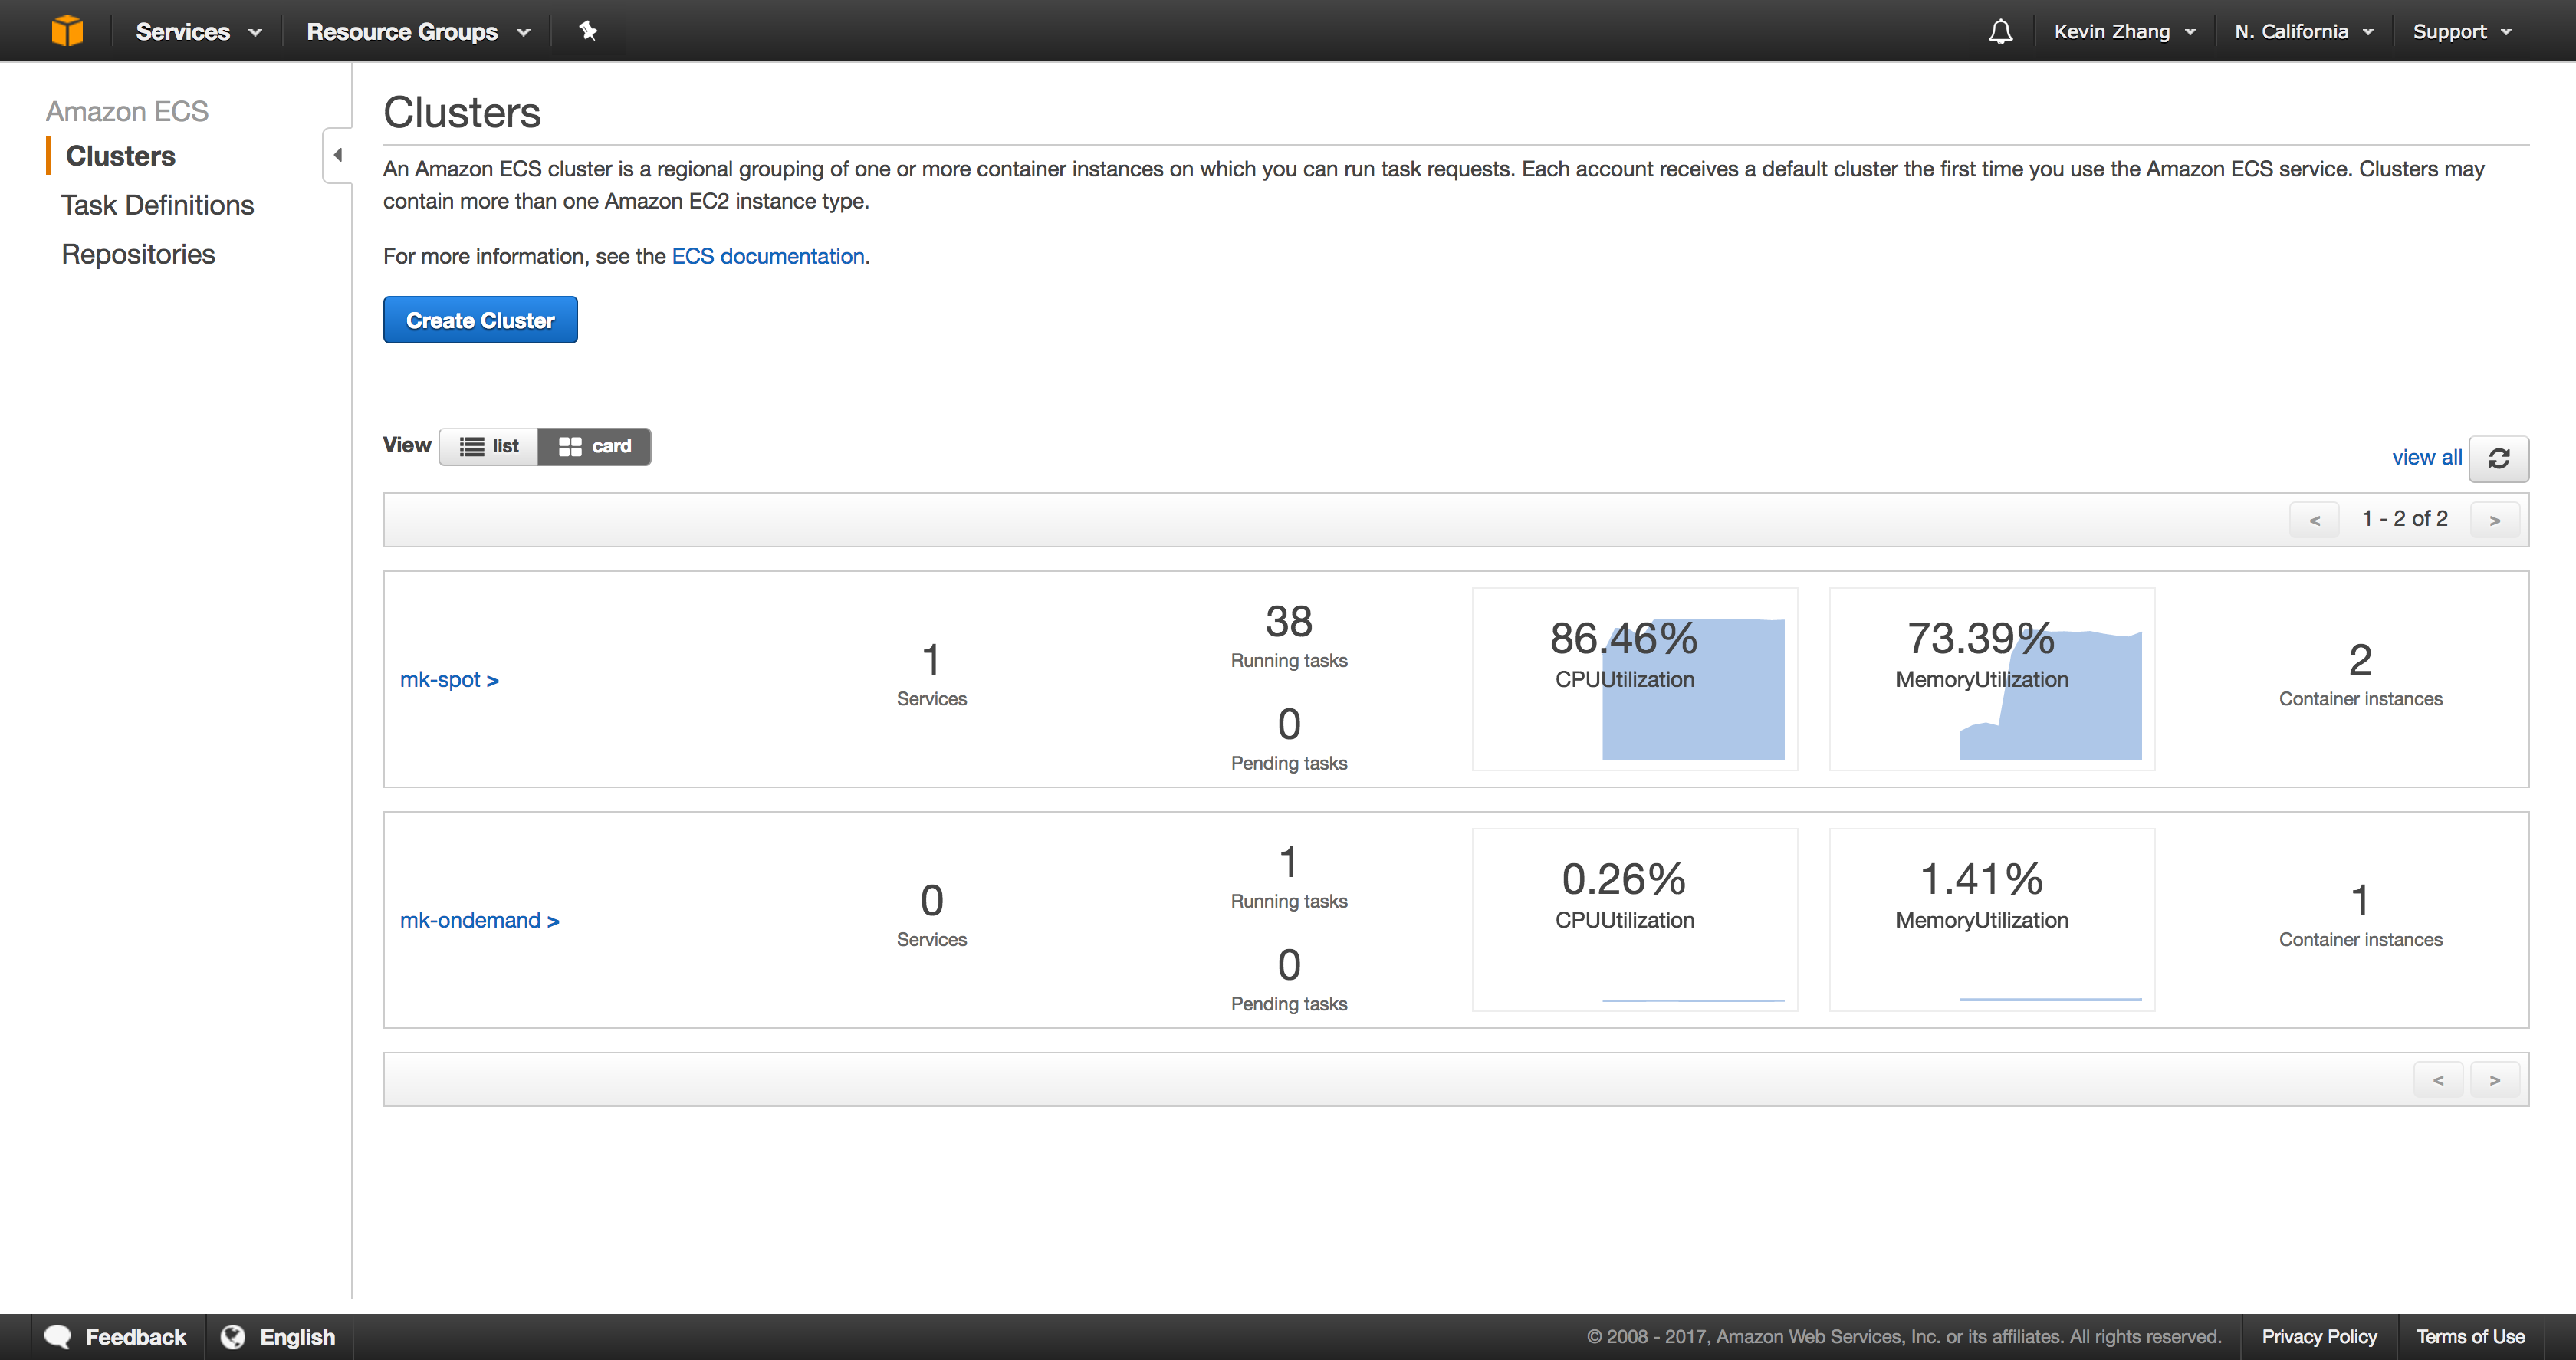 Services Resource Groups Kevin Zhang N. California Support
Amazon ECS
Clusters
Task Definitions
Repositories
Clusters
An Amazon ECS cluster is a regional grouping of one or more container instances on which you can run task requests. Each account receives a default cluster the first time you use the Amazon ECS service. Clusters may
contain more than one Amazon EC2 instance type.
For more information, see the ECS documentation.
Create Cluster
View list card
view all
< 1 - 2 of 2 >
mk-spot >
1
Services
38
Running tasks
0
Pending tasks
86.46%
CPUUtilization
73.39%
MemoryUtilization
2
Container instances
mk-ondemand >
0
Services
1
Running tasks
0
Pending tasks
0.26%
CPUUtilization
1.41%
MemoryUtilization
1
Container instances
< >
Feedback English © 2008 - 2017, Amazon Web Services, Inc. or its affiliates. All rights reserved. Privacy Policy Terms of Use